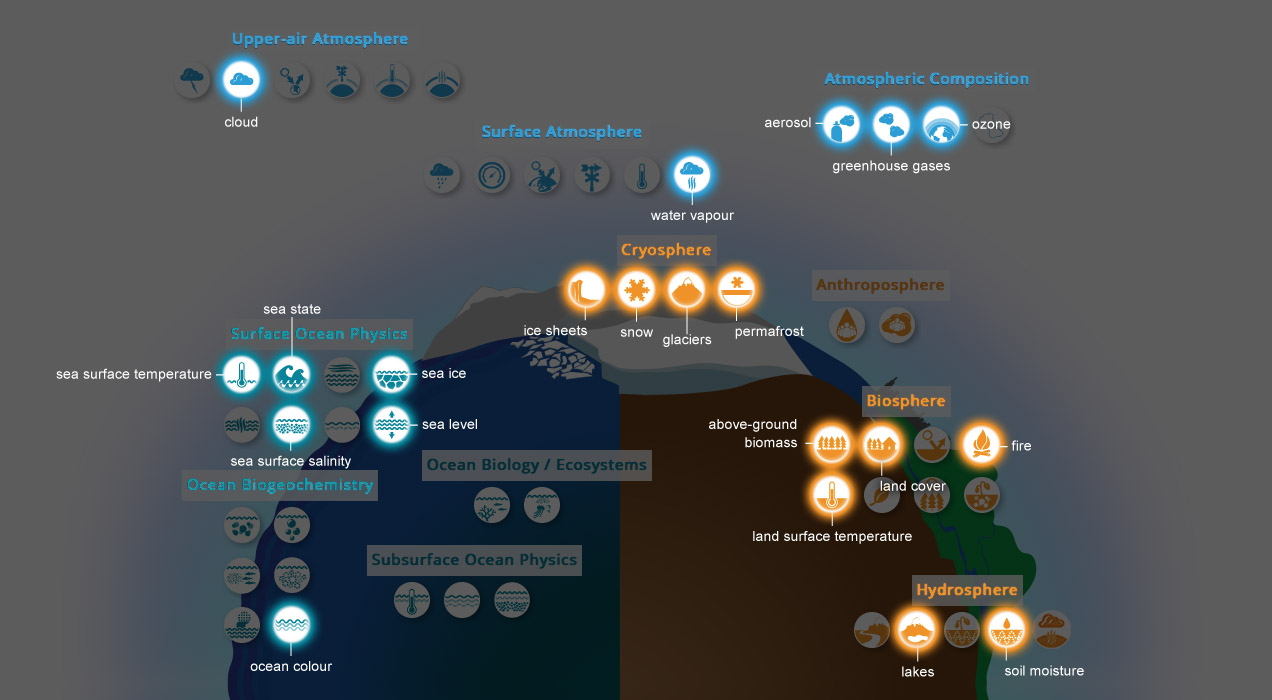 Upper-air Atmosphere
cloud
Atmospheric Composition
aerosol
ozone
greenhouse gases
Surface Atmosphere
water vapour
Cryosphere
ice sheets
snow
glaciers
permafrost
Anthroposphere
sea state
Surface Ocean Physics
sea surface temperature
sea ice
sea level
sea surface salinity
Ocean Biogeochemistry
Ocean Biology / Ecosystems
Subsurface Ocean Physics
ocean colour
Biosphere
above-ground
biomass
fire
land cover
land surface temperature
Hydrosphere
lakes
soil moisture